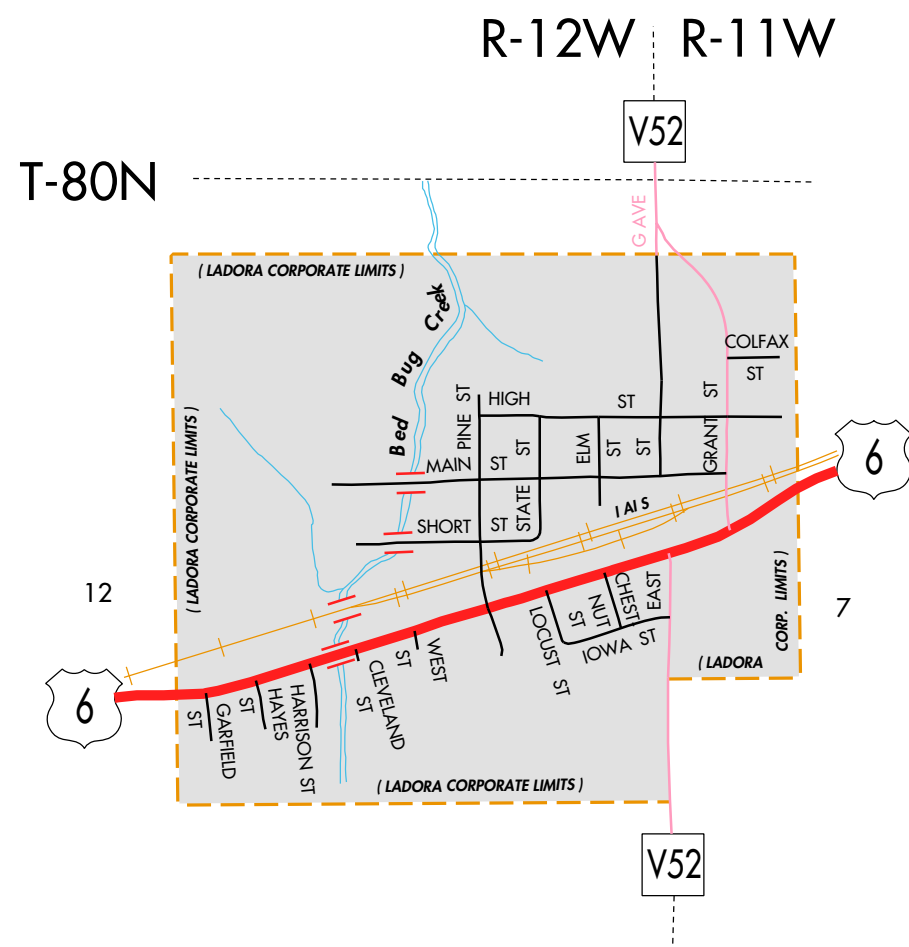 R-12W R-11W
V52
T-80N
G AVE
( LADORA CORPORATE LIMITS )
Bed Bug Creek
COLFAX
ST
PINE ST
HIGH ST
GRANT ST
ELM ST
ST
MAIN ST
STATE ST
SHORT ST
6
I AI S
( LADORA CORPORATE LIMITS )
12
7
EAST
CHEST
NUT
ST
LOCUST ST
IOWA ST
( LADORA
CORP. LIMITS )
WEST
ST
CLEVELAND
ST
HARRISON ST
HAYES
ST
GARFIELD
ST
6
( LADORA CORPORATE LIMITS )
V52